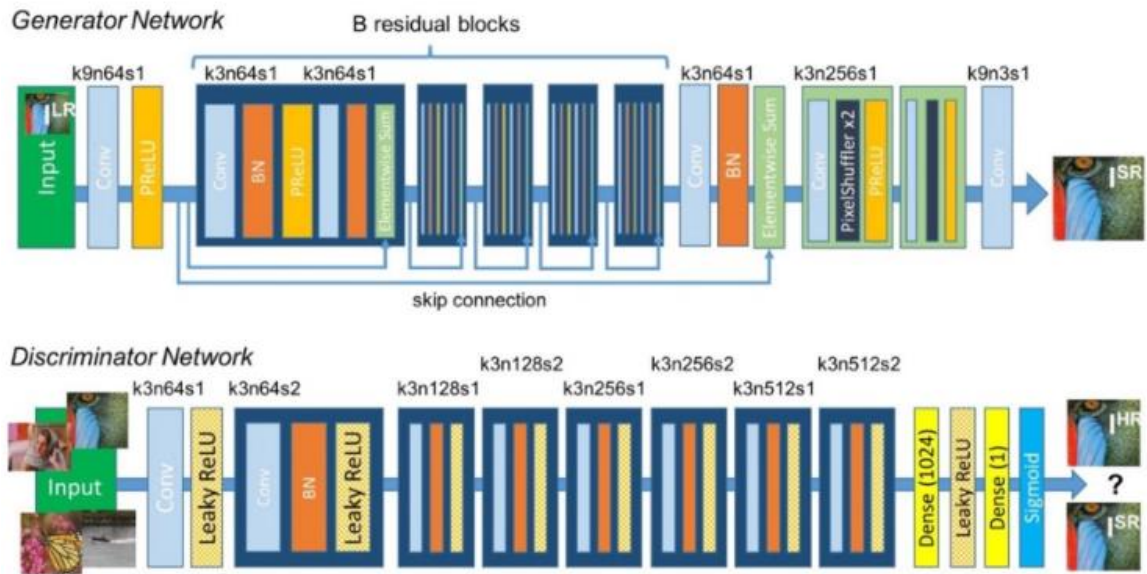 Generator Network
B residual blocks
k9n64s1
k3n64s1
k3n64s1
k3n64s1
k3n256s1
k9n3s1
Input
I LR
Conv
PReLU
Conv
BN
PReLU
Elementwise Sum
Conv
BN
Elementwise Sum
Conv
PixelShuffler x2
PReLU
Conv
I SR
skip connection
Discriminator Network
k3n64s1
k3n64s2
k3n128s1
k3n128s2
k3n256s1
k3n256s2
k3n512s1
k3n512s2
Input
Conv
Leaky ReLU
Conv
BN
Leaky ReLU
Dense (1024)
Leaky ReLU
Dense (1)
Sigmoid
I HR
?
I SR